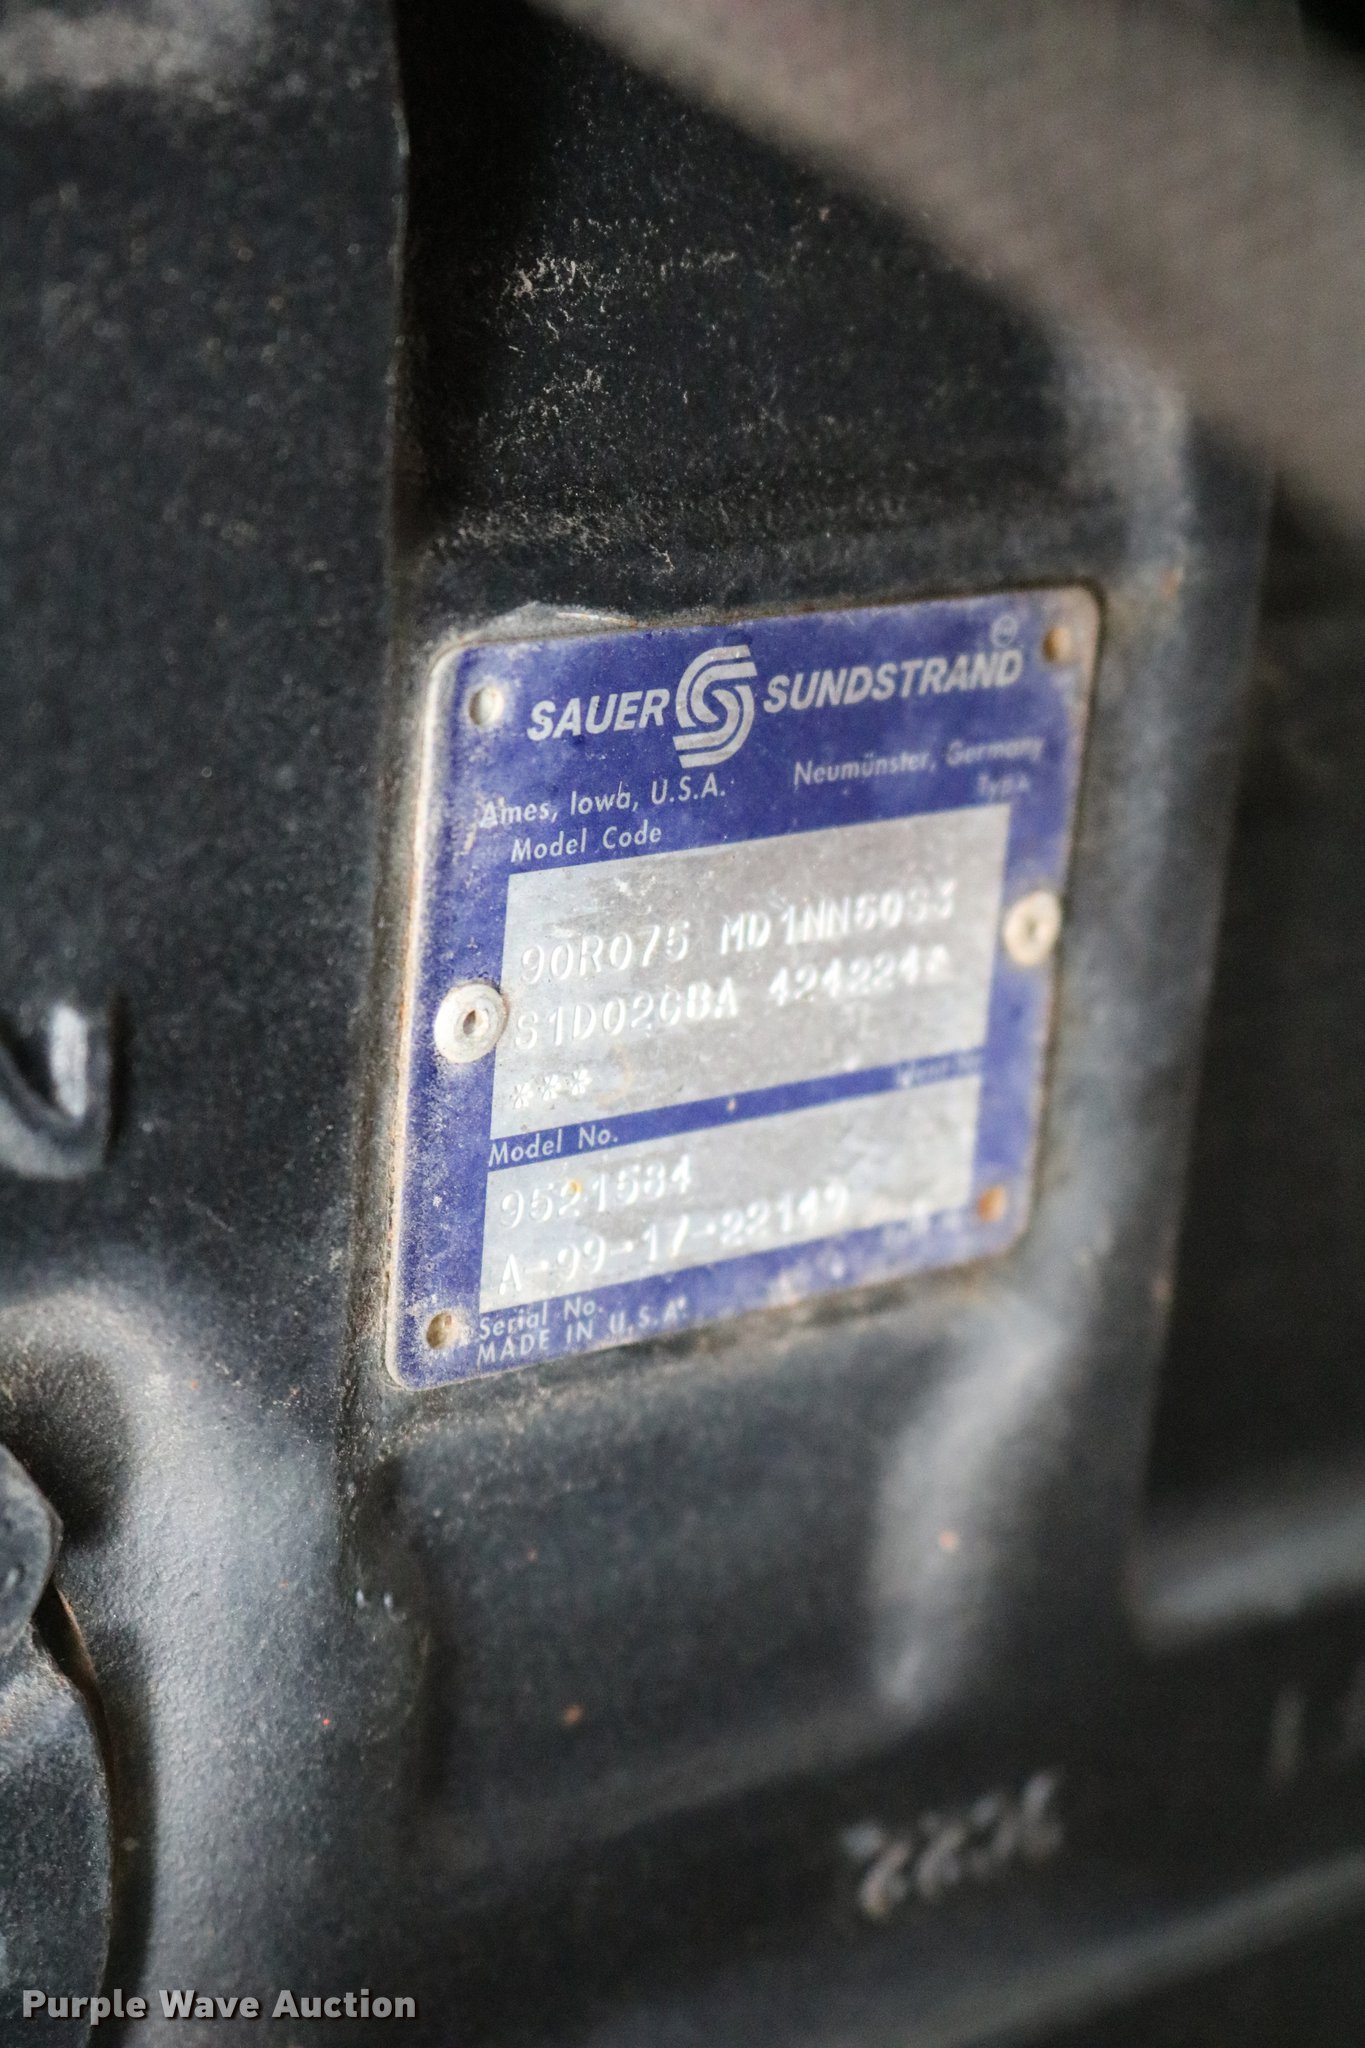 SAUER SUNDSTRAND
Ames, Iowa, U.S.A. Neumünster, Germany
Model Code Type
90R075 MD1NN60S3
S1D02GBA 424224*
***
Model No.
9521584
A-99-17-22149
Serial No.
MADE IN U.S.A.
Purple Wave Auction